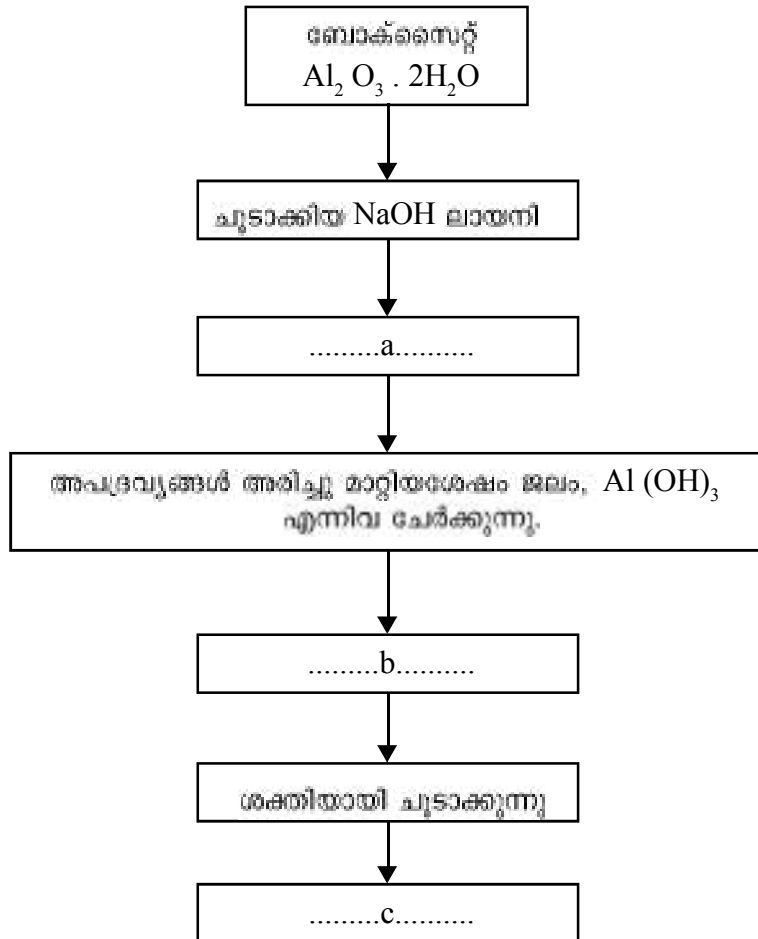 ബോക്സൈറ്റ്
Al₂ O₃ . 2H₂O
ചൂടാക്കിയ NaOH ലായനി
.........a..........
അപദ്രവ്യങ്ങൾ അരിച്ചു മാറ്റിയശേഷം ജലം, Al (OH)₃
എന്നിവ ചേർക്കുന്നു.
.........b..........
ശക്തിയായി ചൂടാക്കുന്നു
.........c..........